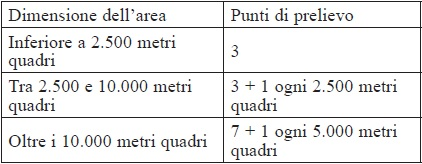 Dimensione dell'area Punti di prelievo
Inferiore a 2.500 metri
quadri
3
Tra 2.500 e 10.000 metri
quadri
3 + 1 ogni 2.500 metri
quadri
Oltre i 10.000 metri quadri
7 + 1 ogni 5.000 metri
quadri